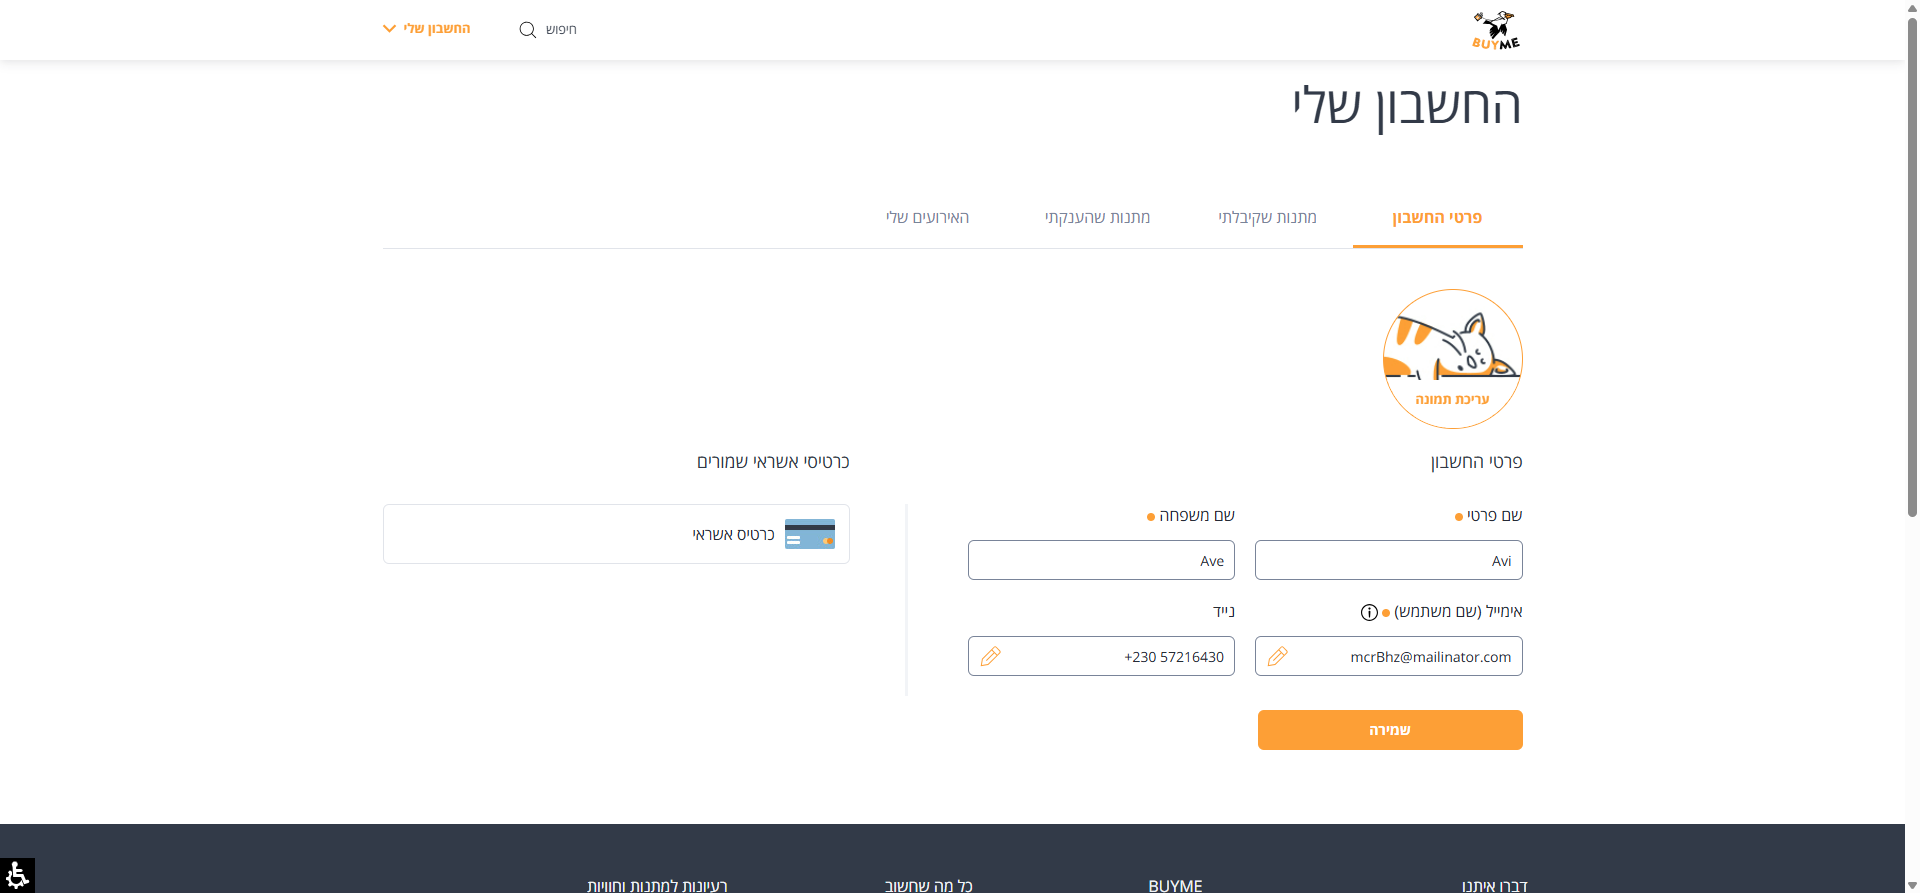 BUYME
חיפוש
החשבון שלי
החשבון שלי
פרטי החשבון
מתנות שקיבלתי
מתנות שהענקתי
האירועים שלי
עריכת תמונה
פרטי החשבון
שם פרטי
שם משפחה
Avi
Ave
אימייל (שם משתמש)
נייד
mcrBhz@mailinator.com
+230 57216430
שמירה
כרטיסי אשראי שמורים
כרטיס אשראי
דברו איתנו
BUYME
כל מה שחשוב
רעיונות למתנות וחוויות